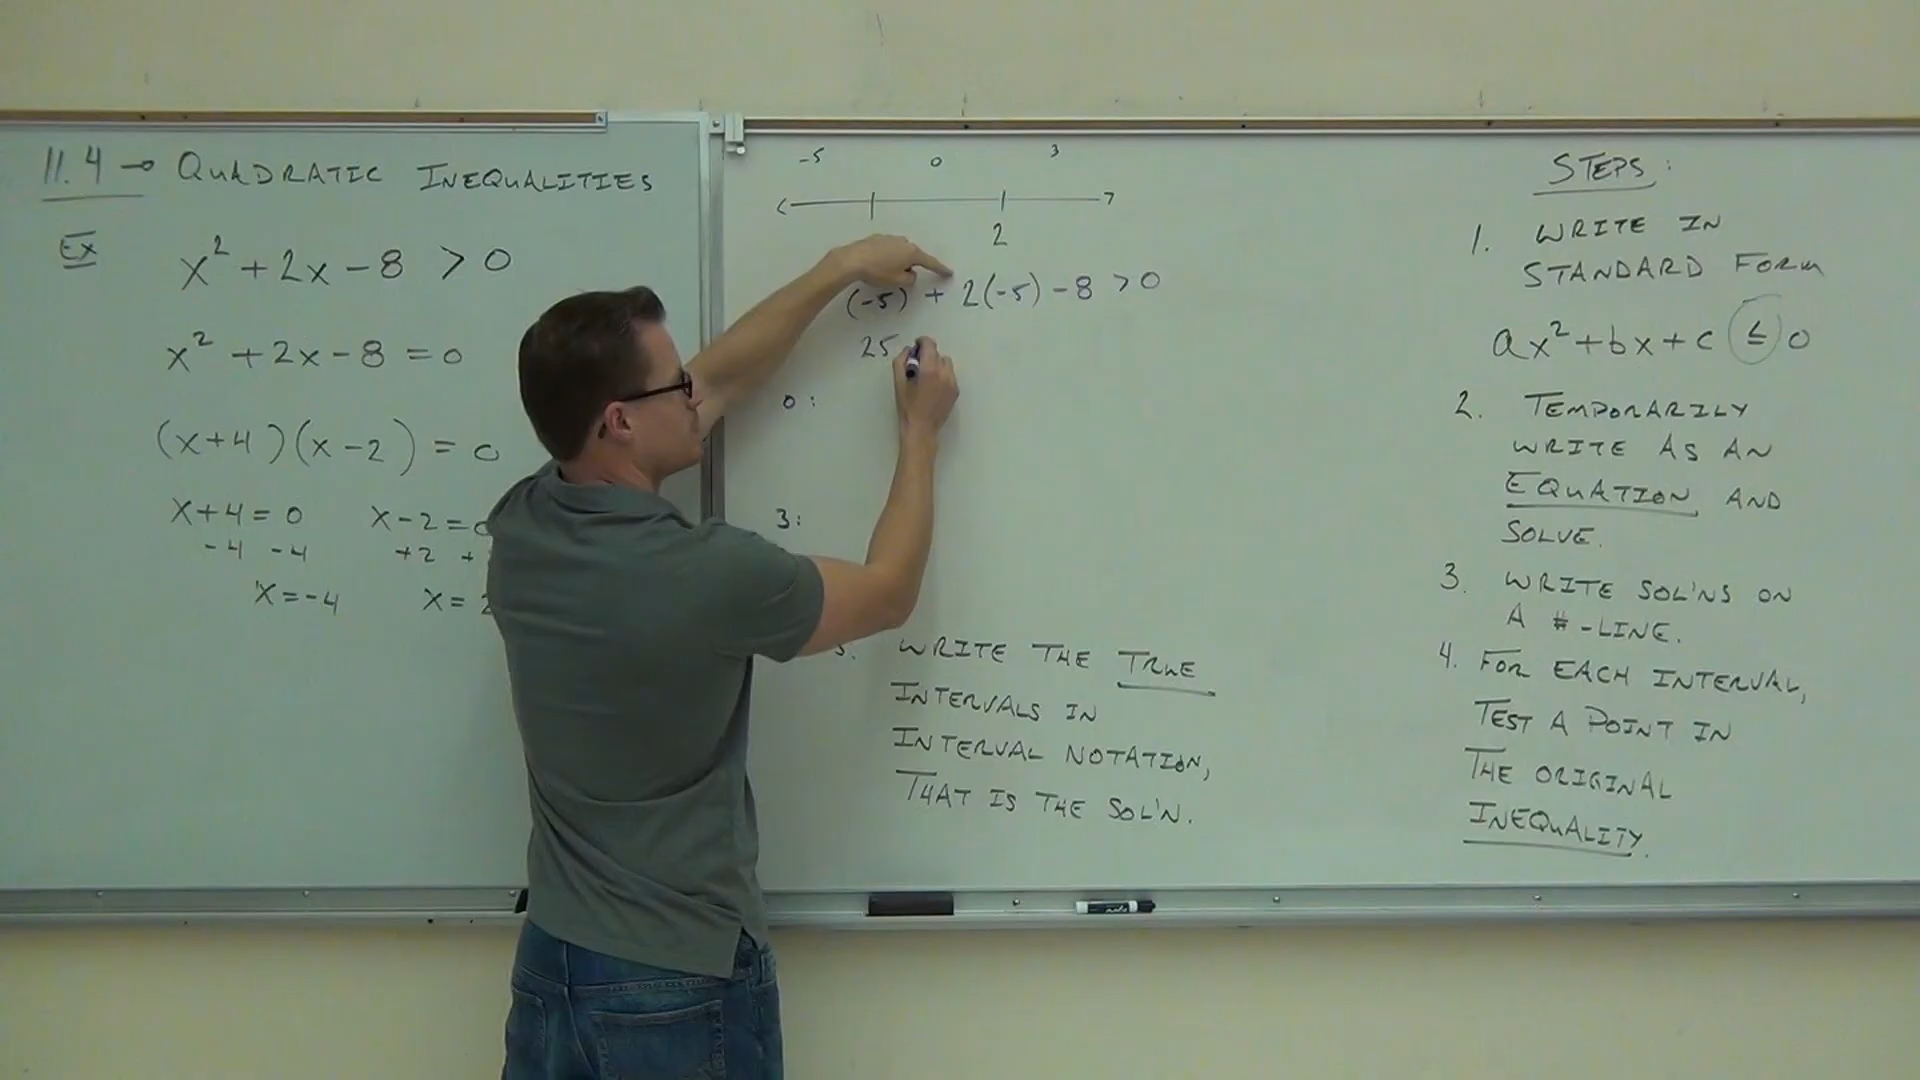 11.4 → QUADRATIC INEQUALITIES
Ex
x² + 2x - 8 > 0
x² + 2x - 8 = 0
(x+4)(x-2) = 0
x+4=0 x-2=0
-4 -4 +2 +
x=-4 x=2
-5 0 3
2
(-5) + 2(-5) - 8 > 0
25
0:
3:
5. WRITE THE TRUE
INTERVALS IN
INTERVAL NOTATION,
THAT IS THE SOL'N.
STEPS:
1. WRITE IN
STANDARD FORM
ax² + bx + c ≤ 0
2. TEMPORARILY
WRITE AS AN
EQUATION AND
SOLVE.
3. WRITE SOL'NS ON
A #-LINE.
4. FOR EACH INTERVAL,
TEST A POINT IN
THE ORIGINAL
INEQUALITY.